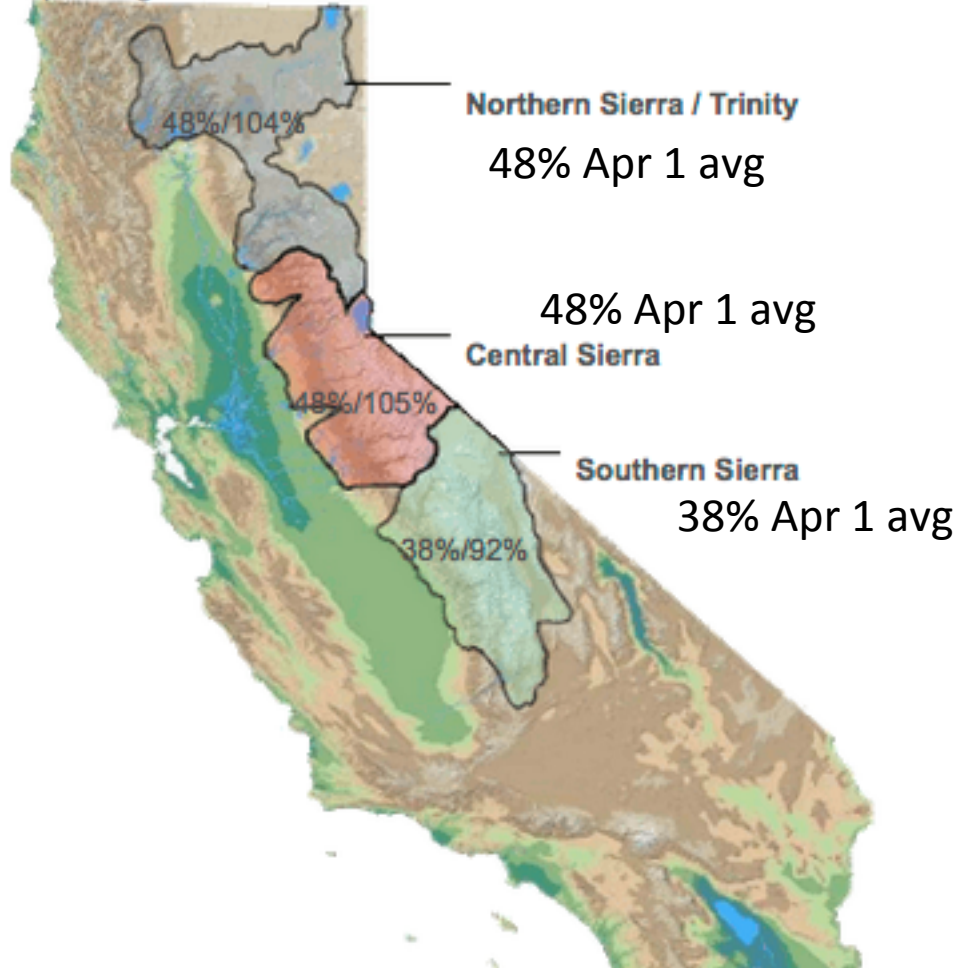 Northern Sierra / Trinity
48%/104%
48% Apr 1 avg
48% Apr 1 avg
Central Sierra
48%/105%
Southern Sierra
38% Apr 1 avg
38%/92%